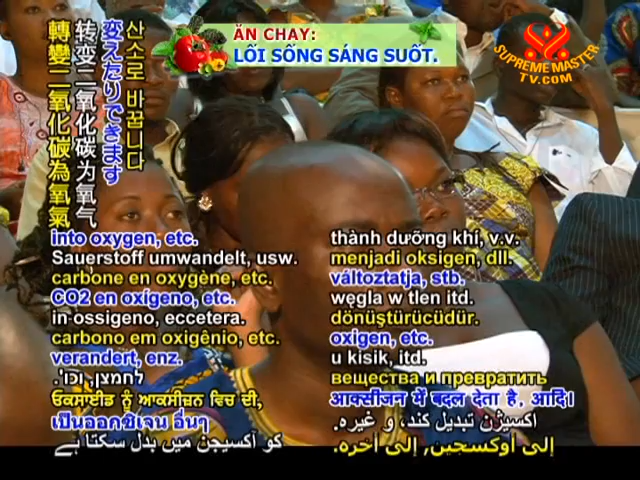 ĂN CHAY:
LỐI SỐNG SÁNG SUỐT.
SUPREME MASTER
TV.COM
轉變二氧化碳為氧氣
转变二氧化碳为氧气
変えたりできます
산소로 바꿉니다
into oxygen, etc.
Sauerstoff umwandelt, usw.
carbone en oxygène, etc.
CO2 en oxigeno, etc.
in ossigeno, eccetera.
carbono em oxigênio, etc.
verandert, enz.
לחמצן, וכו'.
ਓਕਸਾਈਡ ਨੂੰ ਆਕਸੀਜ਼ਨ ਵਿਚ ਦੀ,
เป็นออกซิเจน อื่นๆ
کو آکسیجن میں بدل سکتا ہے
thành dưỡng khí, v.v.
menjadi oksigen, dll.
változtatja, stb.
węgla w tlen itd.
dönüştürücüdür.
oxigen, etc.
u kisik, itd.
вещества и превратить
आक्सीजन में बदल देता है, आदि।
اکسیژن تبدیل کند، و غیره.
إلى أوكسجين, إلى آخره.